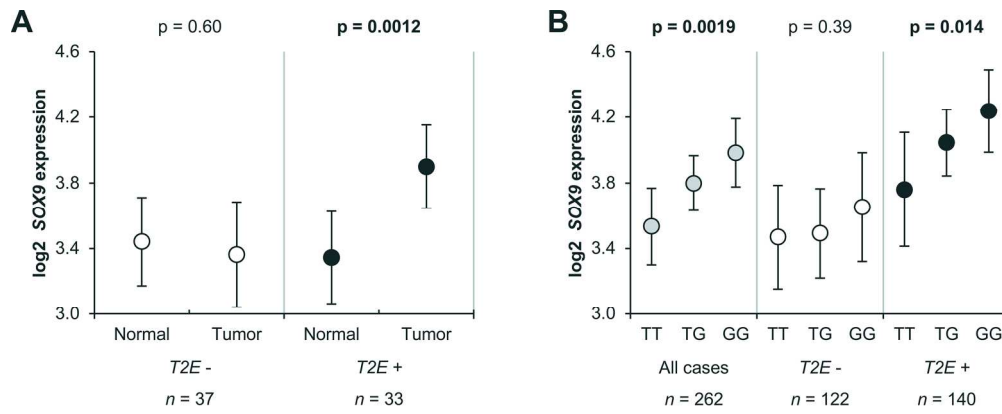 A
p = 0.60
p = 0.0012
log2 SOX9 expression
4.6
4.2
3.8
3.4
3.0
Normal
Tumor
Normal
Tumor
T2E -
T2E +
n = 37
n = 33
B
p = 0.0019
p = 0.39
p = 0.014
log2 SOX9 expression
4.6
4.2
3.8
3.4
3.0
TT TG GG
TT TG GG
TT TG GG
All cases
T2E -
T2E +
n = 262
n = 122
n = 140